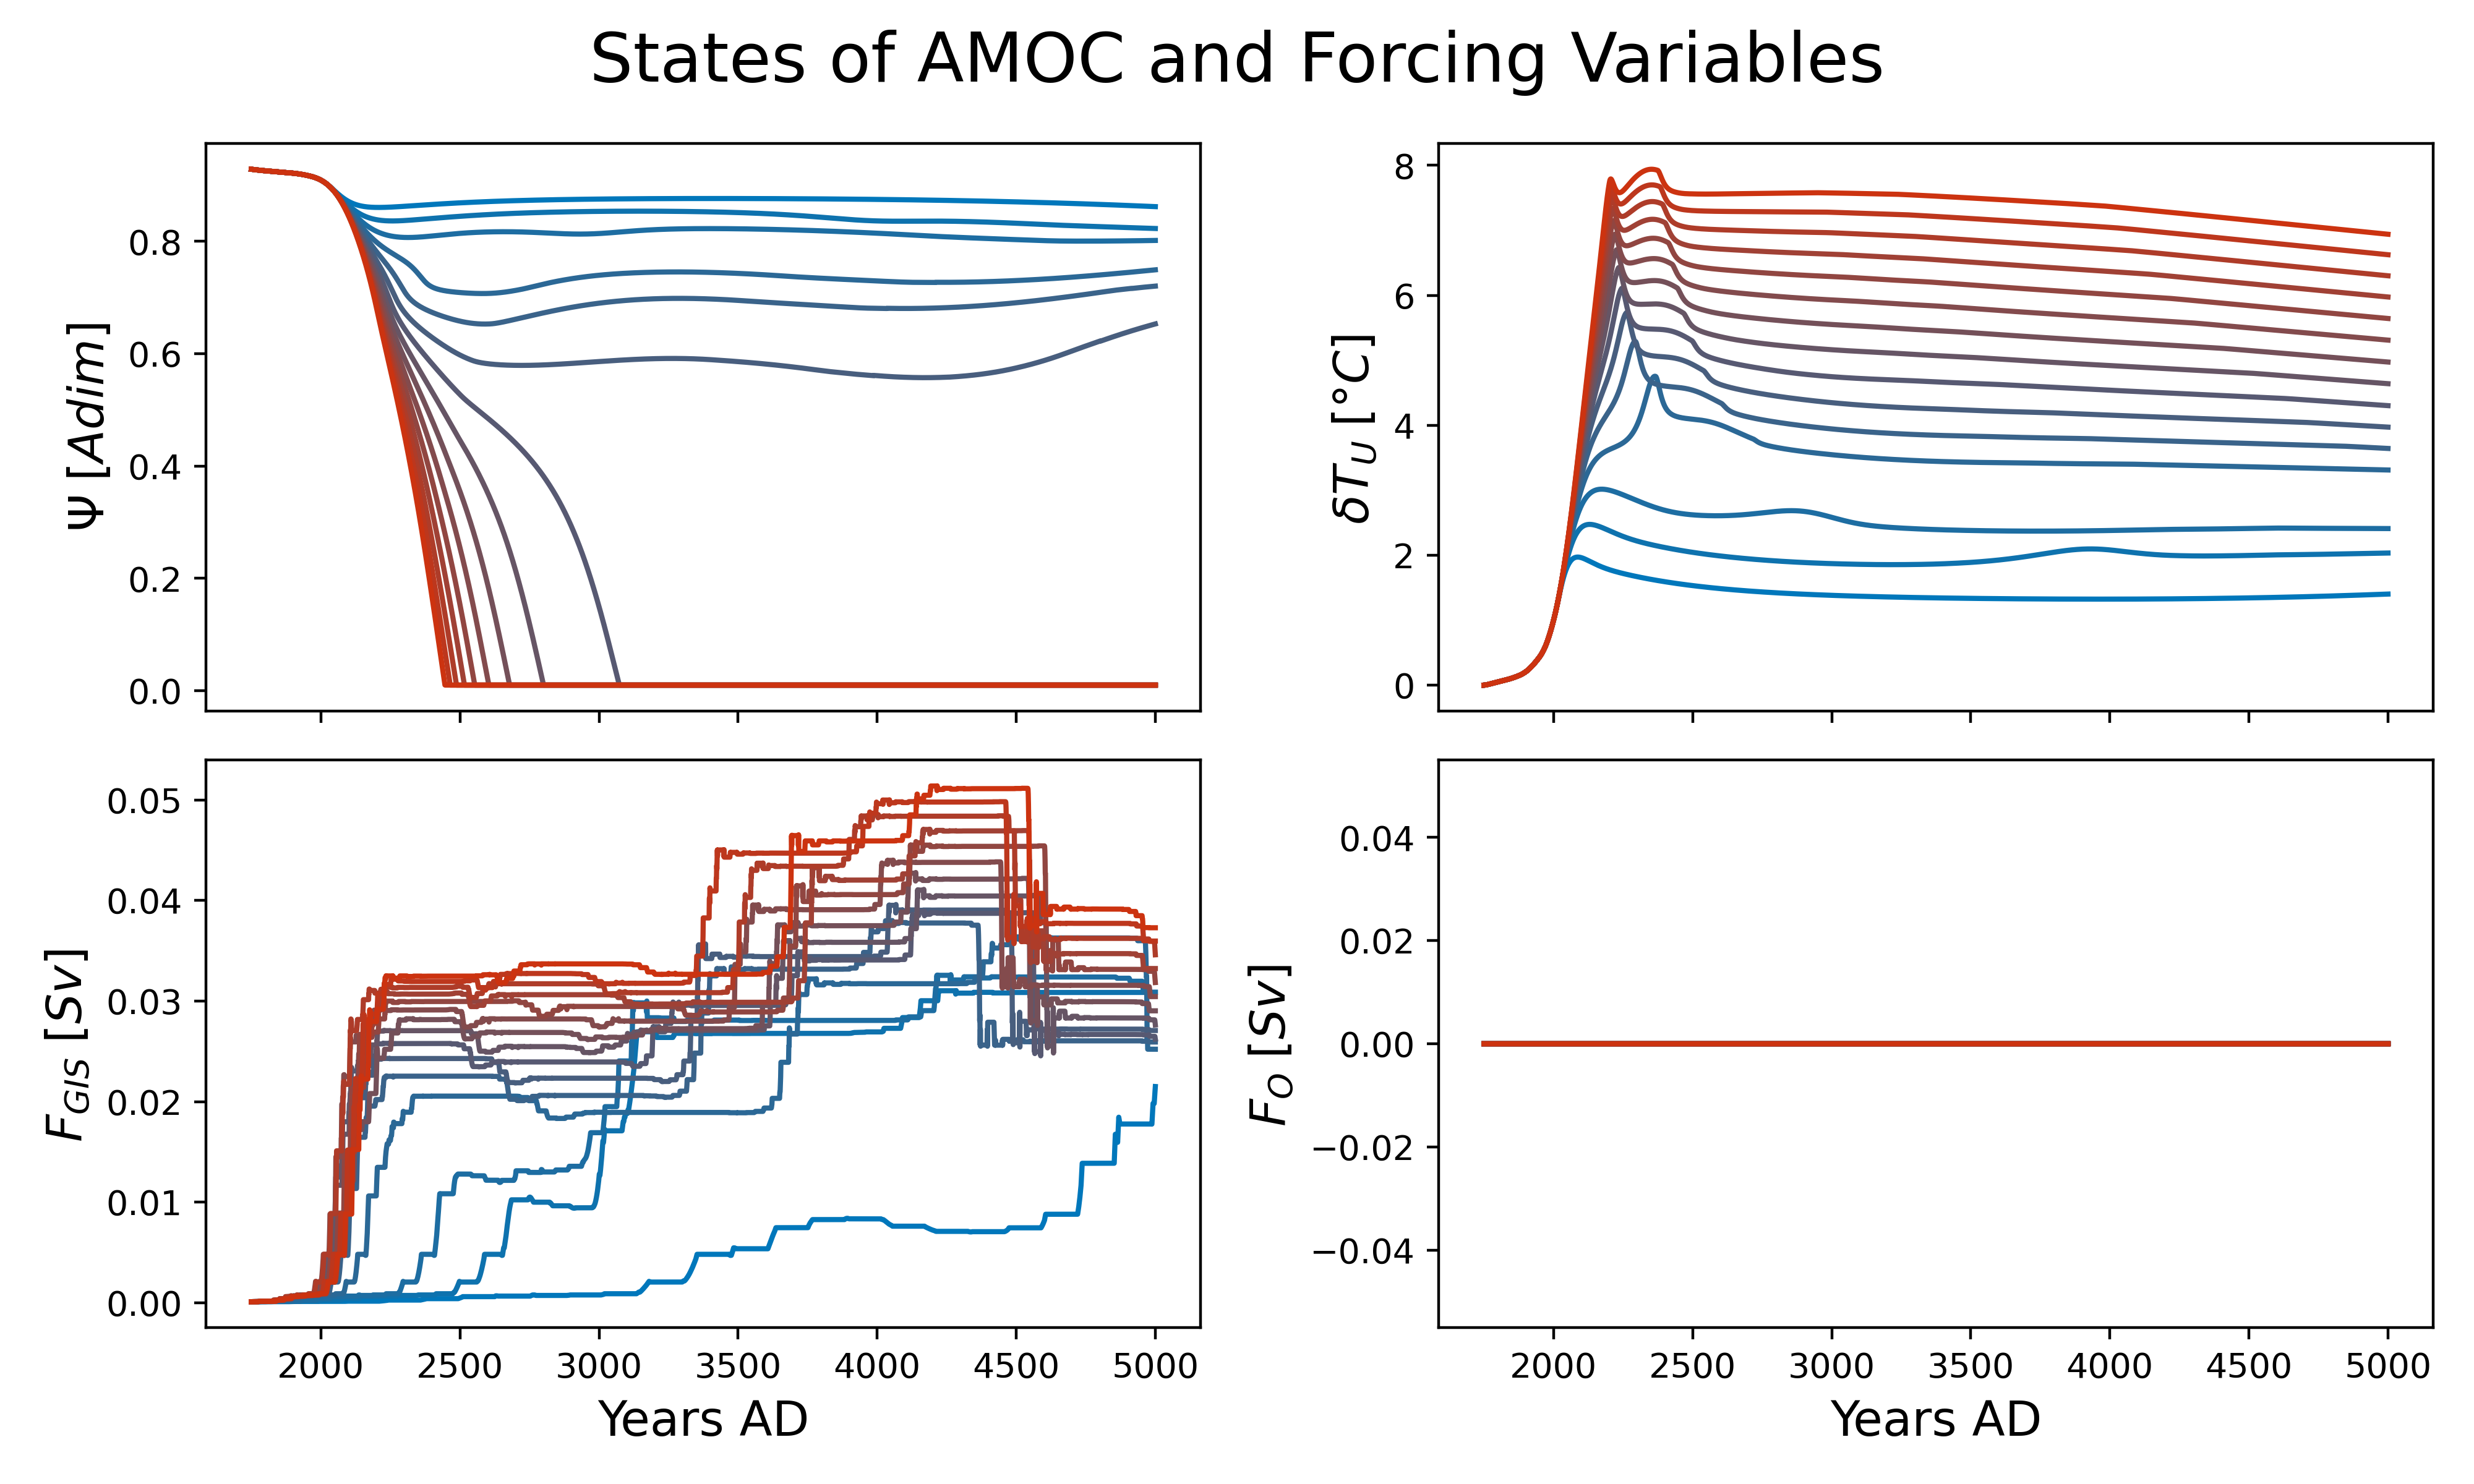 States of AMOC and Forcing Variables
Ψ [Adim]
0.8
0.6
0.4
0.2
0.0
δT_U [°C]
8
6
4
2
0
F_GIS [Sv]
0.05
0.04
0.03
0.02
0.01
0.00
2000 2500 3000 3500 4000 4500 5000
Years AD
F_O [Sv]
0.04
0.02
0.00
−0.02
−0.04
2000 2500 3000 3500 4000 4500 5000
Years AD